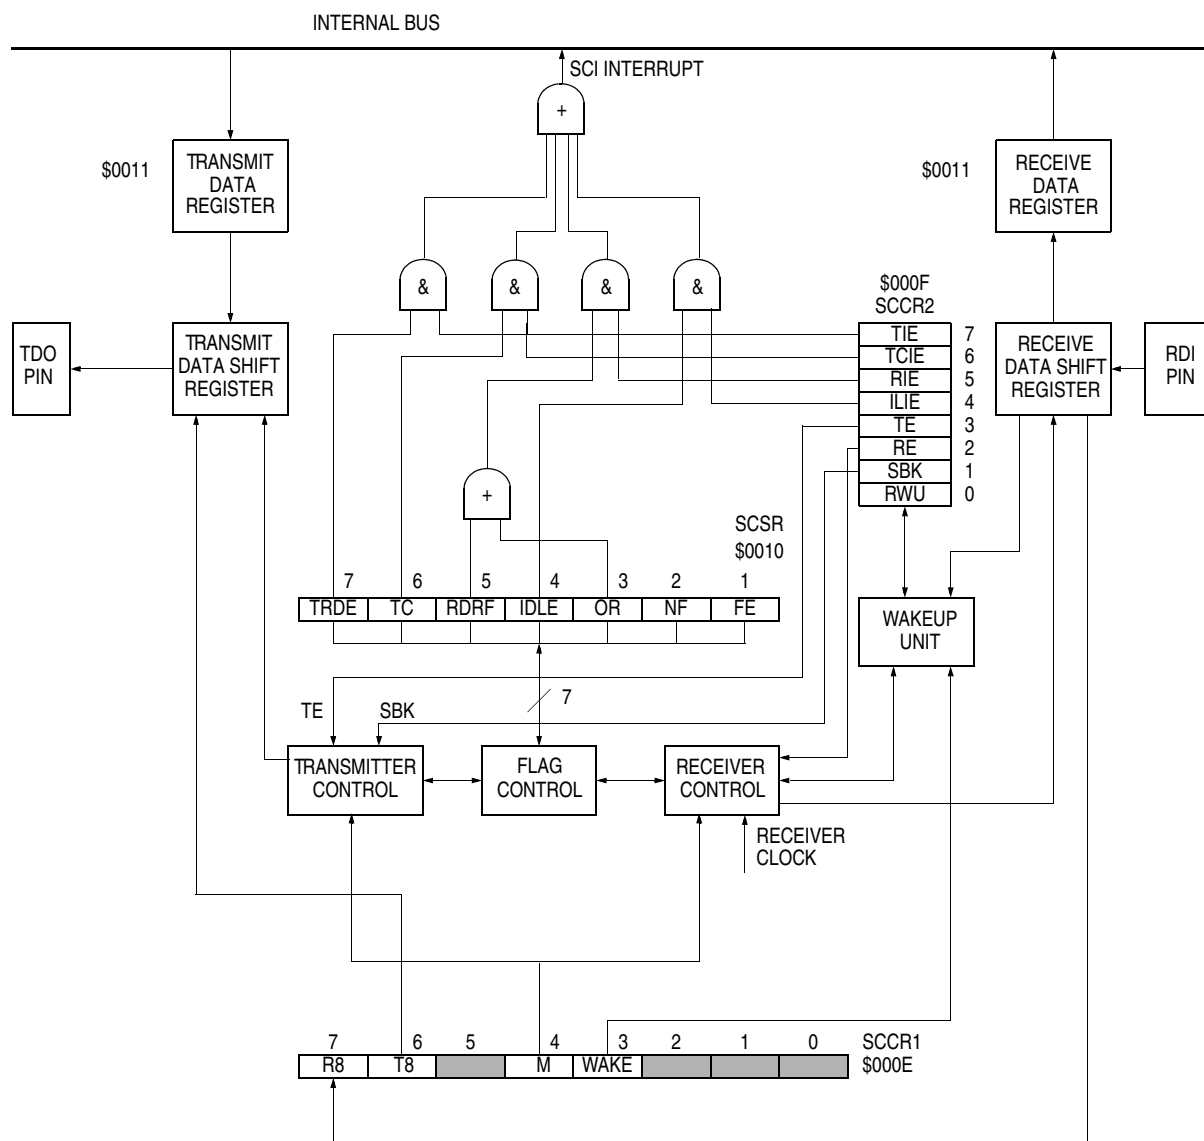 INTERNAL BUS
SCI INTERRUPT
+
$0011
TRANSMIT
DATA
REGISTER
$0011
RECEIVE
DATA
REGISTER
&
&
&
&
$000F
SCCR2
TDO
PIN
TRANSMIT
DATA SHIFT
REGISTER
TIE 7
TCIE 6
RIE 5
ILIE 4
TE 3
RE 2
SBK 1
RWU 0
RECEIVE
DATA SHIFT
REGISTER
RDI
PIN
+
SCSR
$0010
7 6 5 4 3 2 1
TRDE TC RDRF IDLE OR NF FE
WAKEUP
UNIT
TE
SBK
7
TRANSMITTER
CONTROL
FLAG
CONTROL
RECEIVER
CONTROL
RECEIVER
CLOCK
7 6 5 4 3 2 1 0 SCCR1
R8 T8 M WAKE $000E